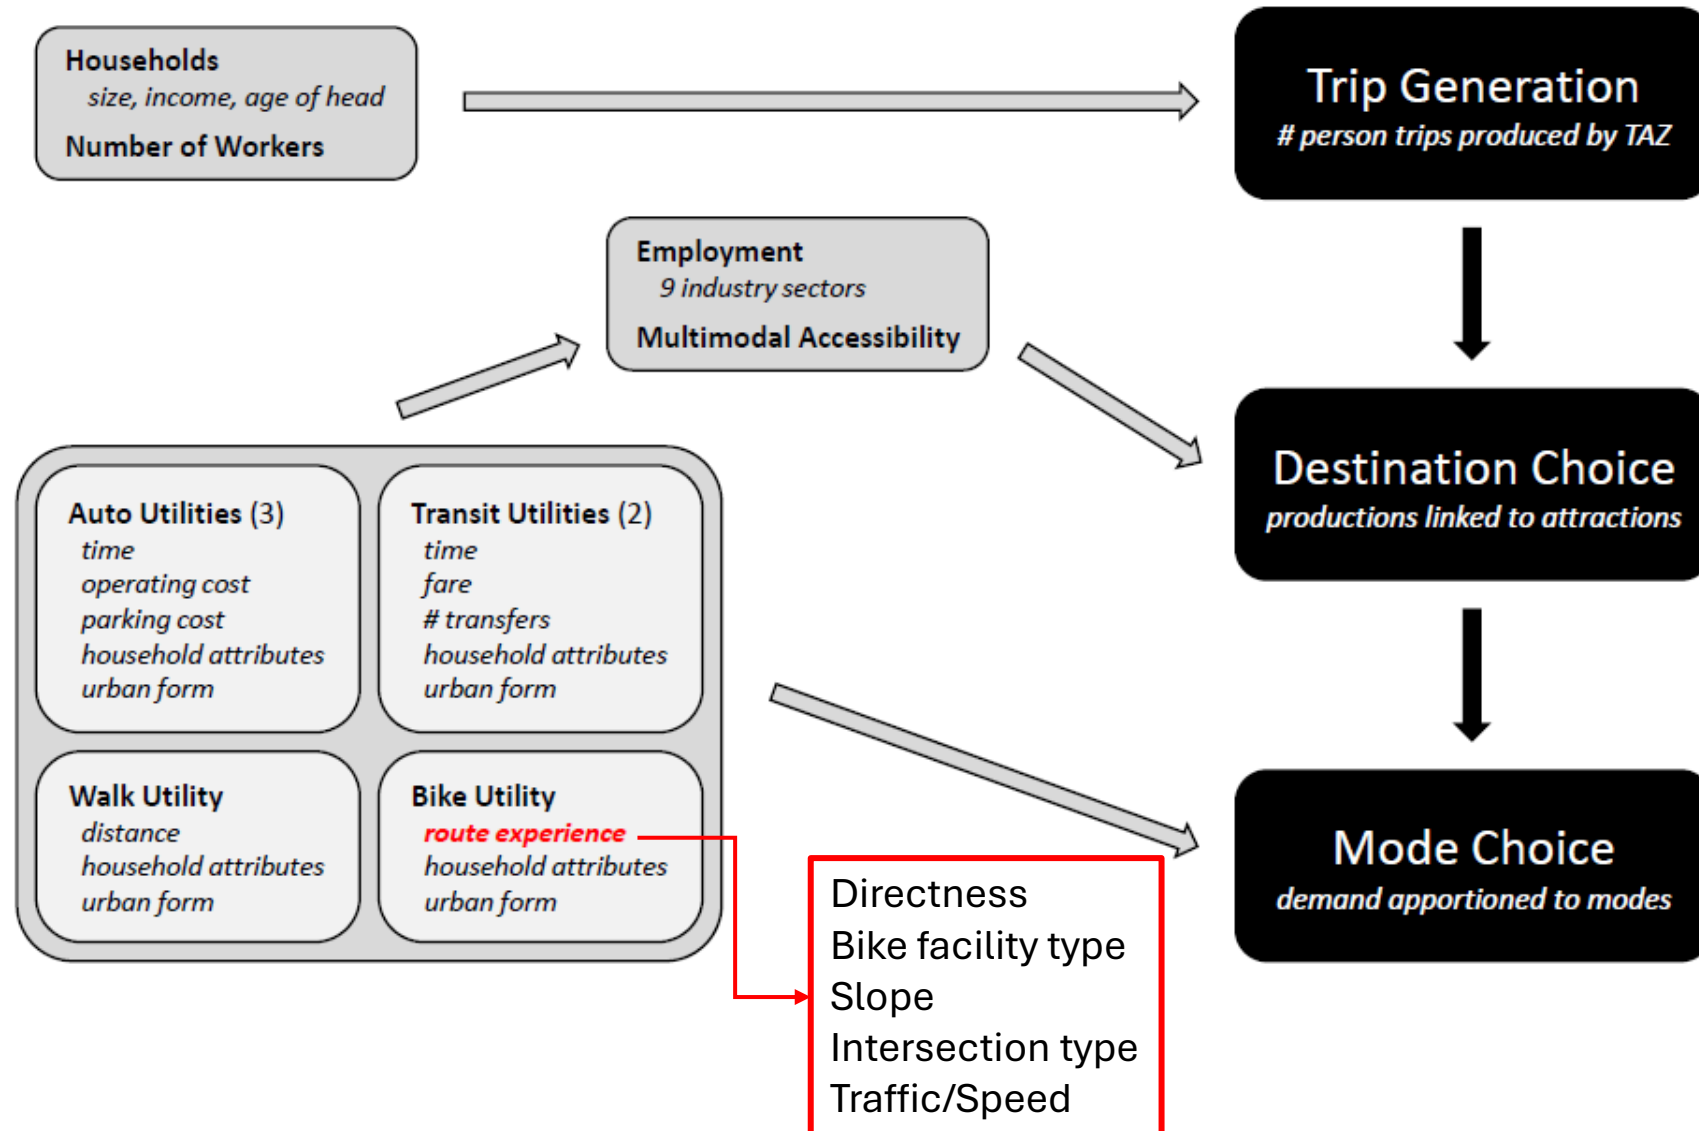 Households
size, income, age of head
Number of Workers
Trip Generation
# person trips produced by TAZ
Employment
9 industry sectors
Multimodal Accessibility
Destination Choice
productions linked to attractions
Auto Utilities (3)
time
operating cost
parking cost
household attributes
urban form
Transit Utilities (2)
time
fare
# transfers
household attributes
urban form
Walk Utility
distance
household attributes
urban form
Bike Utility
route experience
household attributes
urban form
Directness
Bike facility type
Slope
Intersection type
Traffic/Speed
Mode Choice
demand apportioned to modes